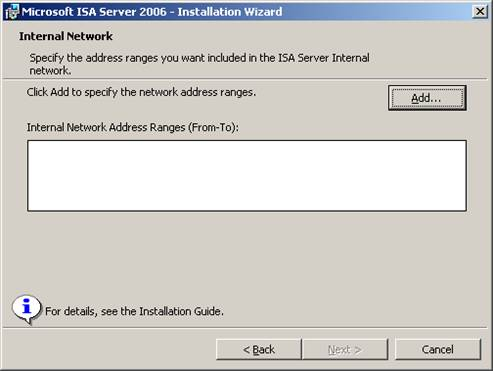 Microsoft ISA Server 2006 - Installation Wizard
Internal Network
Specify the address ranges you want included in the ISA Server Internal
network.
Click Add to specify the network address ranges.
Add...
Internal Network Address Ranges (From-To):
For details, see the Installation Guide.
< Back
Next >
Cancel